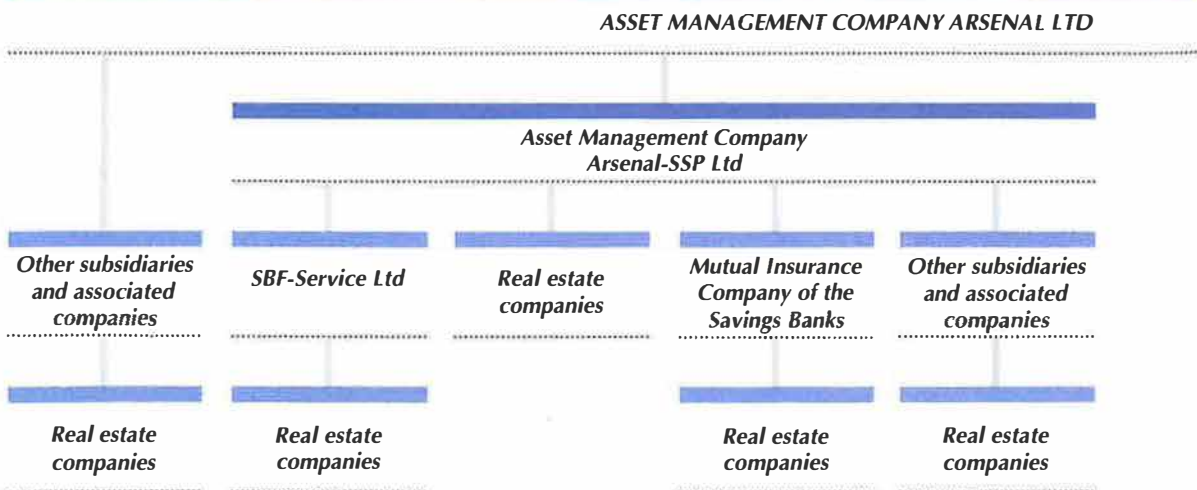 ASSET MANAGEMENT COMPANY ARSENAL LTD
Asset Management Company
Arsenal-SSP Ltd
Other subsidiaries
and associated
companies
SBF-Service Ltd
Real estate
companies
Mutual Insurance
Company of the
Savings Banks
Other subsidiaries
and associated
companies
Real estate
companies
Real estate
companies
Real estate
companies
Real estate
companies